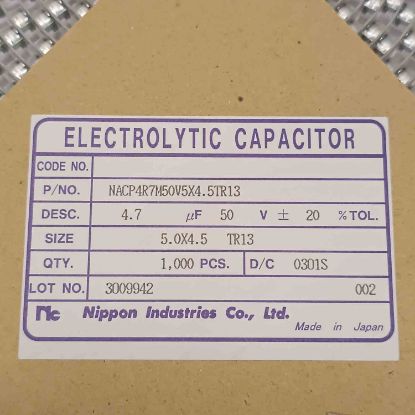 ELECTROLYTIC CAPACITOR
CODE NO.
P/NO. NACP4R7M50V5X4.5TR13
DESC. 4.7 µF 50 V ± 20 % TOL.
SIZE 5.0X4.5 TR13
QTY. 1,000 PCS. D/C 0301S
LOT NO. 3009942 002
nc Nippon Industries Co., Ltd.
Made in Japan